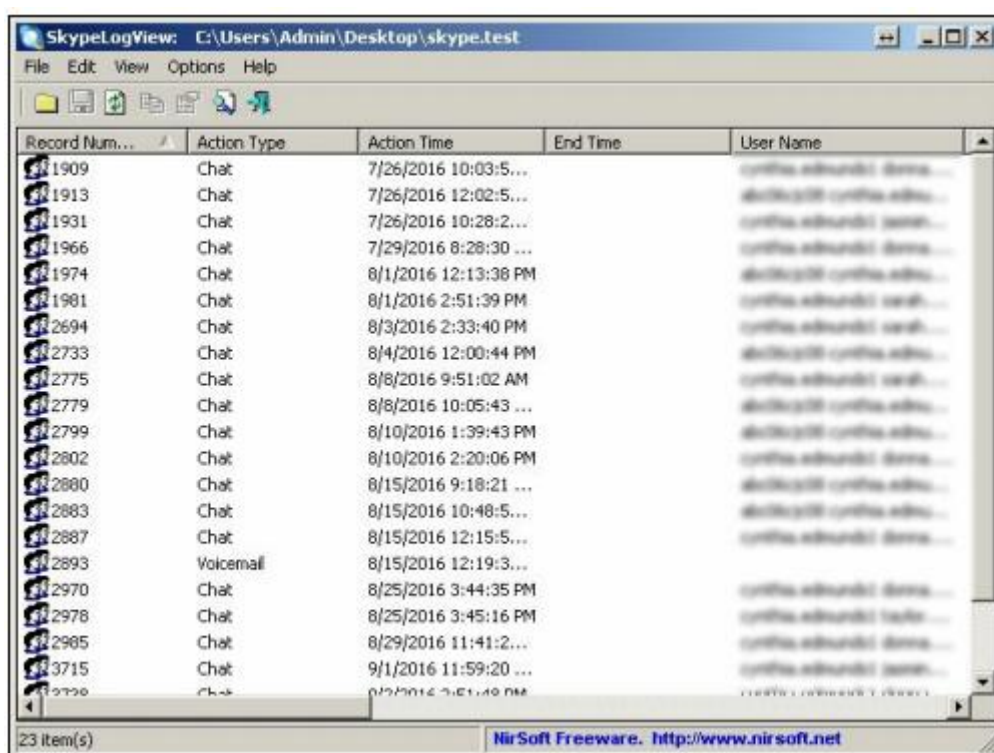 SkypeLogView: C:\Users\Admin\Desktop\skype.test
File Edit View Options Help
Record Num... Action Type Action Time End Time User Name
1909 Chat 7/26/2016 10:03:5...
1913 Chat 7/26/2016 12:02:5...
1931 Chat 7/26/2016 10:28:2...
1966 Chat 7/29/2016 8:28:30 ...
1974 Chat 8/1/2016 12:13:38 PM
1981 Chat 8/1/2016 2:51:39 PM
2694 Chat 8/3/2016 2:33:40 PM
2733 Chat 8/4/2016 12:00:44 PM
2775 Chat 8/8/2016 9:51:02 AM
2779 Chat 8/8/2016 10:05:43 ...
2799 Chat 8/10/2016 1:39:43 PM
2802 Chat 8/10/2016 2:20:06 PM
2880 Chat 8/15/2016 9:18:21 ...
2883 Chat 8/15/2016 10:48:5...
2887 Chat 8/15/2016 12:15:5...
2893 Voicemail 8/15/2016 12:19:3...
2970 Chat 8/25/2016 3:44:35 PM
2978 Chat 8/25/2016 3:45:16 PM
2985 Chat 8/29/2016 11:41:2...
3715 Chat 9/1/2016 11:59:20 ...
Chat
23 item(s) NirSoft Freeware. http://www.nirsoft.net